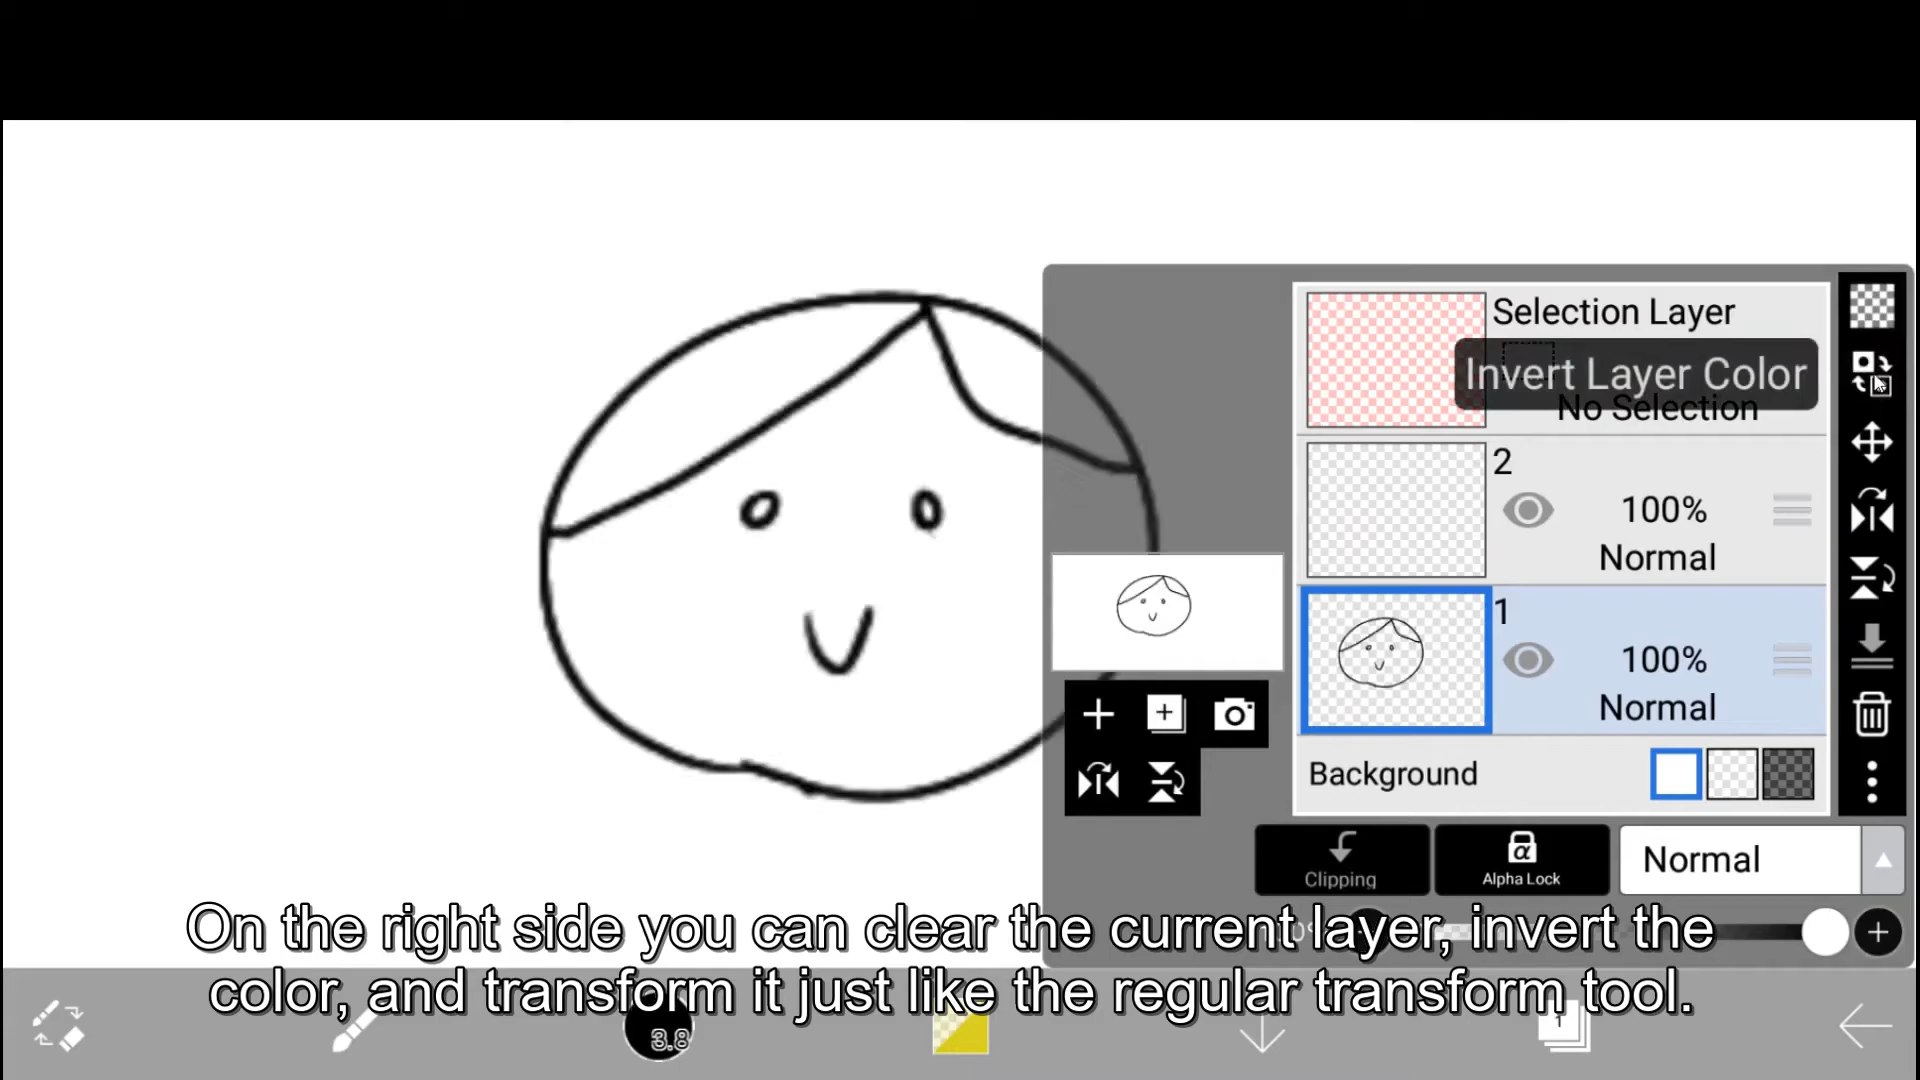 Selection Layer
Invert Layer Color
No Selection
2
100%
Normal
1
100%
Normal
Background
Clipping
α
Alpha Lock
Normal
On the right side you can clear the current layer, invert the
color, and transform it just like the regular transform tool.
3.8
1